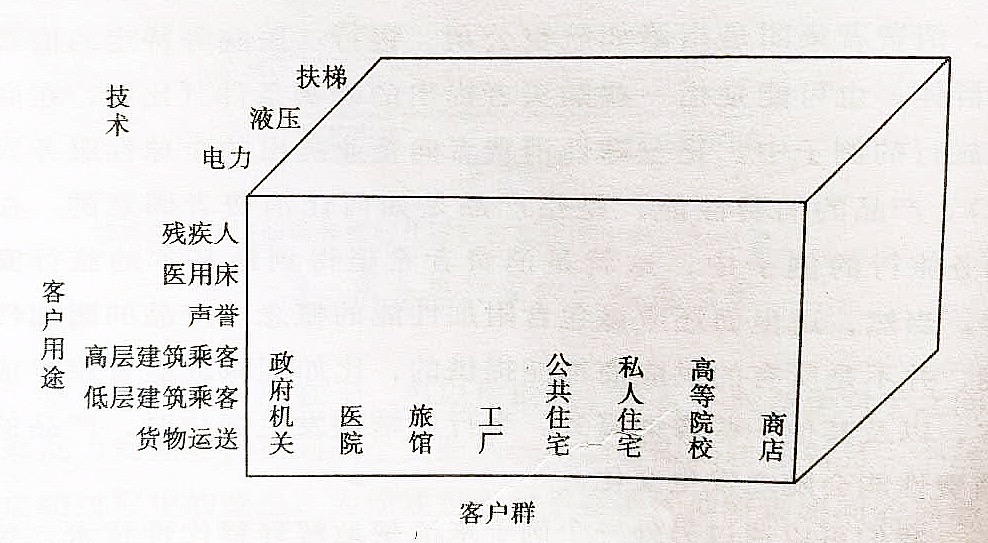 技术
扶梯
液压
电力
客户用途
残疾人
医用床
声誉
高层建筑乘客
低层建筑乘客
货物运送
政府机关
医院
旅馆
工厂
公共住宅
私人住宅
高等院校
商店
客户群